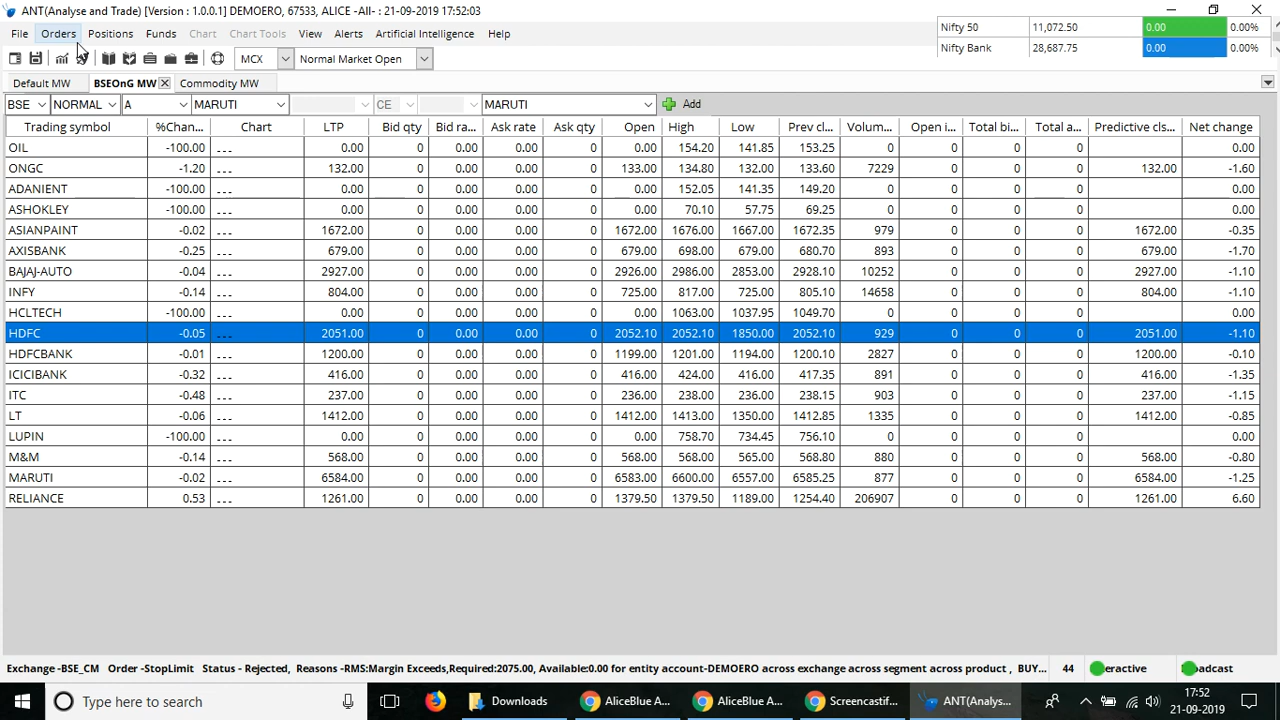 ANT(Analyse and Trade) [Version : 1.0.0.1] DEMOERO, 67533, ALICE -All- : 21-09-2019 17:52:03
File Orders Positions Funds Chart Chart Tools View Alerts Artificial Intelligence Help
Nifty 50 11,072.50 0.00 0.00%
Nifty Bank 28,687.75 0.00 0.00%
MCX Normal Market Open
Default MW BSEOnG MW Commodity MW
BSE NORMAL A MARUTI CE MARUTI Add
Trading symbol %Chan... Chart LTP Bid qty Bid ra... Ask rate Ask qty Open High Low Prev cl... Volum... Open i... Total bi... Total a... Predictive cls... Net change
OIL -100.00 ... 0.00 0 0.00 0.00 0 0.00 154.20 141.85 153.25 0 0 0 0 0.00
ONGC -1.20 ... 132.00 0 0.00 0.00 0 133.00 134.80 132.00 133.60 7229 0 0 0 132.00 -1.60
ADANIENT -100.00 ... 0.00 0 0.00 0.00 0 0.00 152.05 141.35 149.20 0 0 0 0 0.00
ASHOKLEY -100.00 ... 0.00 0 0.00 0.00 0 0.00 70.10 57.75 69.25 0 0 0 0 0.00
ASIANPAINT -0.02 ... 1672.00 0 0.00 0.00 0 1672.00 1676.00 1667.00 1672.35 979 0 0 0 1672.00 -0.35
AXISBANK -0.25 ... 679.00 0 0.00 0.00 0 679.00 698.00 679.00 680.70 893 0 0 0 679.00 -1.70
BAJAJ-AUTO -0.04 ... 2927.00 0 0.00 0.00 0 2926.00 2986.00 2853.00 2928.10 10252 0 0 0 2927.00 -1.10
INFY -0.14 ... 804.00 0 0.00 0.00 0 725.00 817.00 725.00 805.10 14658 0 0 0 804.00 -1.10
HCLTECH -100.00 ... 0.00 0 0.00 0.00 0 0.00 1063.00 1037.95 1049.70 0 0 0 0 0.00
HDFC -0.05 ... 2051.00 0 0.00 0.00 0 2052.10 2052.10 1850.00 2052.10 929 0 0 0 2051.00 -1.10
HDFCBANK -0.01 ... 1200.00 0 0.00 0.00 0 1199.00 1201.00 1194.00 1200.10 2827 0 0 0 1200.00 -0.10
ICICIBANK -0.32 ... 416.00 0 0.00 0.00 0 416.00 424.00 416.00 417.35 891 0 0 0 416.00 -1.35
ITC -0.48 ... 237.00 0 0.00 0.00 0 236.00 238.00 236.00 238.15 903 0 0 0 237.00 -1.15
LT -0.06 ... 1412.00 0 0.00 0.00 0 1412.00 1413.00 1350.00 1412.85 1335 0 0 0 1412.00 -0.85
LUPIN -100.00 ... 0.00 0 0.00 0.00 0 0.00 758.70 734.45 756.10 0 0 0 0 0.00
M&M -0.14 ... 568.00 0 0.00 0.00 0 568.00 568.00 565.00 568.80 880 0 0 0 568.00 -0.80
MARUTI -0.02 ... 6584.00 0 0.00 0.00 0 6583.00 6600.00 6557.00 6585.25 877 0 0 0 6584.00 -1.25
RELIANCE 0.53 ... 1261.00 0 0.00 0.00 0 1379.50 1379.50 1189.00 1254.40 206907 0 0 0 1261.00 6.60
Exchange -BSE_CM Order -StopLimit Status - Rejected, Reasons -RMS:Margin Exceeds,Required:2075.00, Available:0.00 for entity account-DEMOERO across exchange across segment across product , BUY... 44 eractive adcast
Type here to search Downloads AliceBlue A... AliceBlue A... Screencastif... ANT(Analys... 17:52
21-09-2019